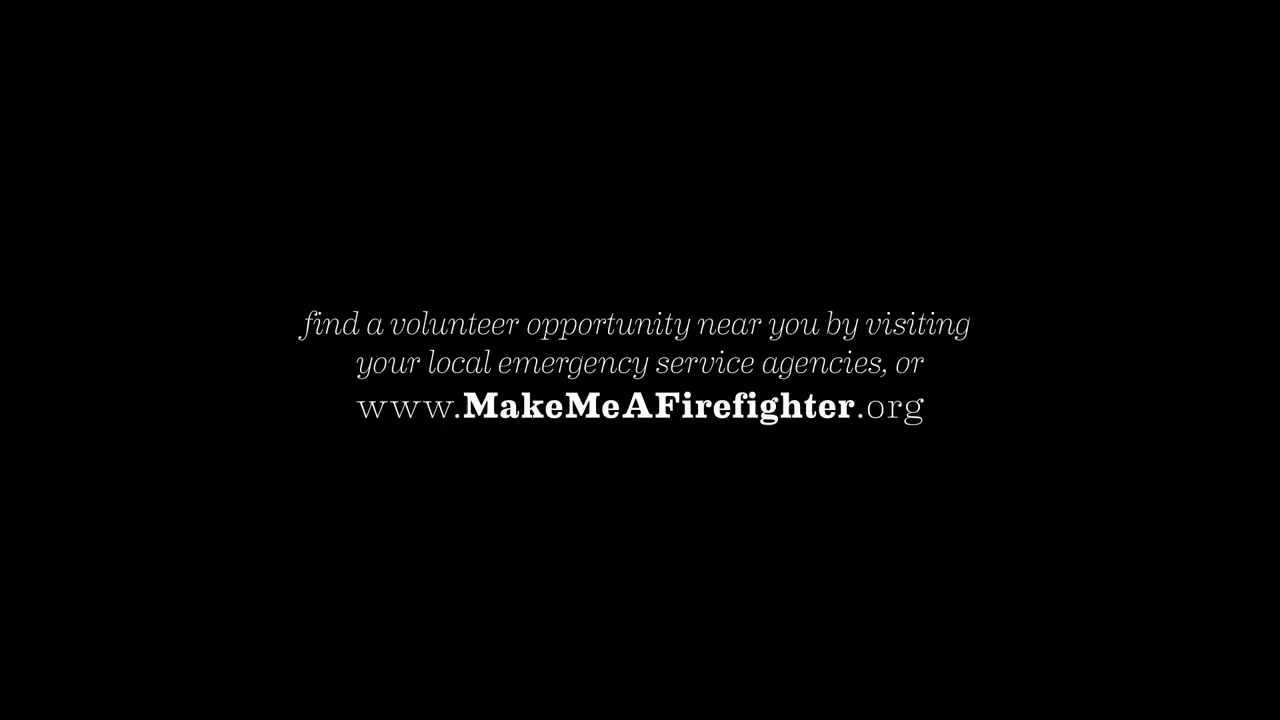 find a volunteer opportunity near you by visiting
your local emergency service agencies, or
www.MakeMeAFirefighter.org